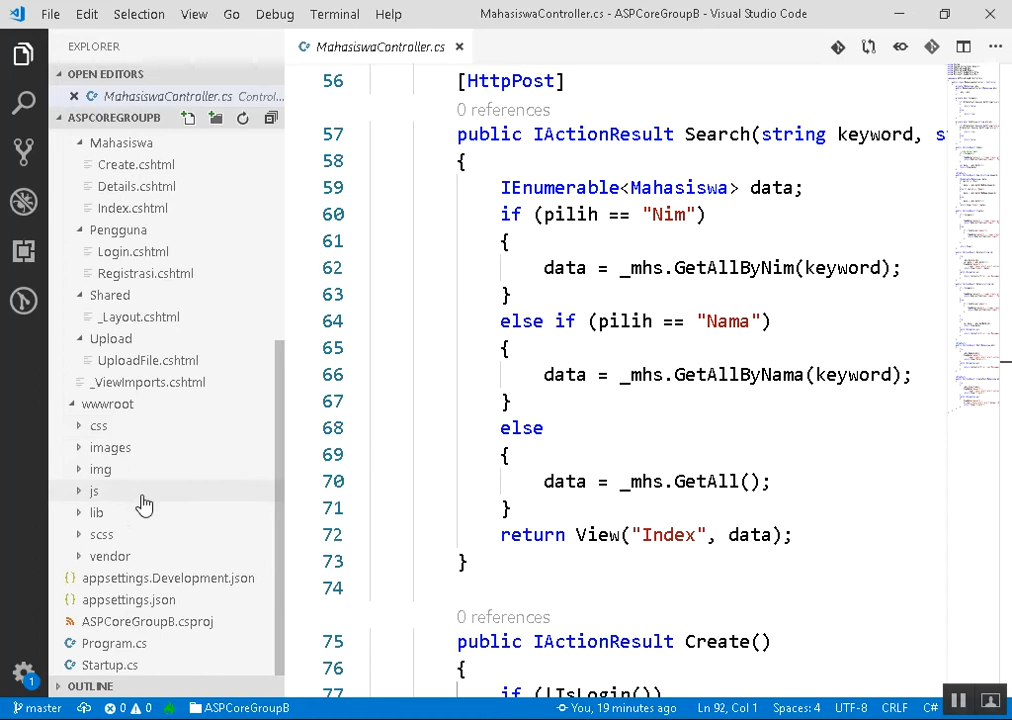 File Edit Selection View Go Debug Terminal Help MahasiswaController.cs - ASPCoreGroupB - Visual Studio Code
EXPLORER
OPEN EDITORS
MahasiswaController.cs Control...
ASPCOREGROUPB
Mahasiswa
Create.cshtml
Details.cshtml
Index.cshtml
Pengguna
Login.cshtml
Registrasi.cshtml
Shared
_Layout.cshtml
Upload
UploadFile.cshtml
_ViewImports.cshtml
wwwroot
css
images
img
js
lib
scss
vendor
appsettings.Development.json
appsettings.json
ASPCoreGroupB.csproj
Program.cs
Startup.cs
OUTLINE
MahasiswaController.cs
56 [HttpPost]
0 references
57 public IActionResult Search(string keyword, s
58 {
59 IEnumerable<Mahasiswa> data;
60 if (pilih == "Nim")
61 {
62 data = _mhs.GetAllByNim(keyword);
63 }
64 else if (pilih == "Nama")
65 {
66 data = _mhs.GetAllByNama(keyword);
67 }
68 else
69 {
70 data = _mhs.GetAll();
71 }
72 return View("Index", data);
73 }
74
0 references
75 public IActionResult Create()
76 {
77 if (!IsLogin())
1
master 0 0 ASPCoreGroupB You, 19 minutes ago Ln 92, Col 1 Spaces: 4 UTF-8 CRLF C#